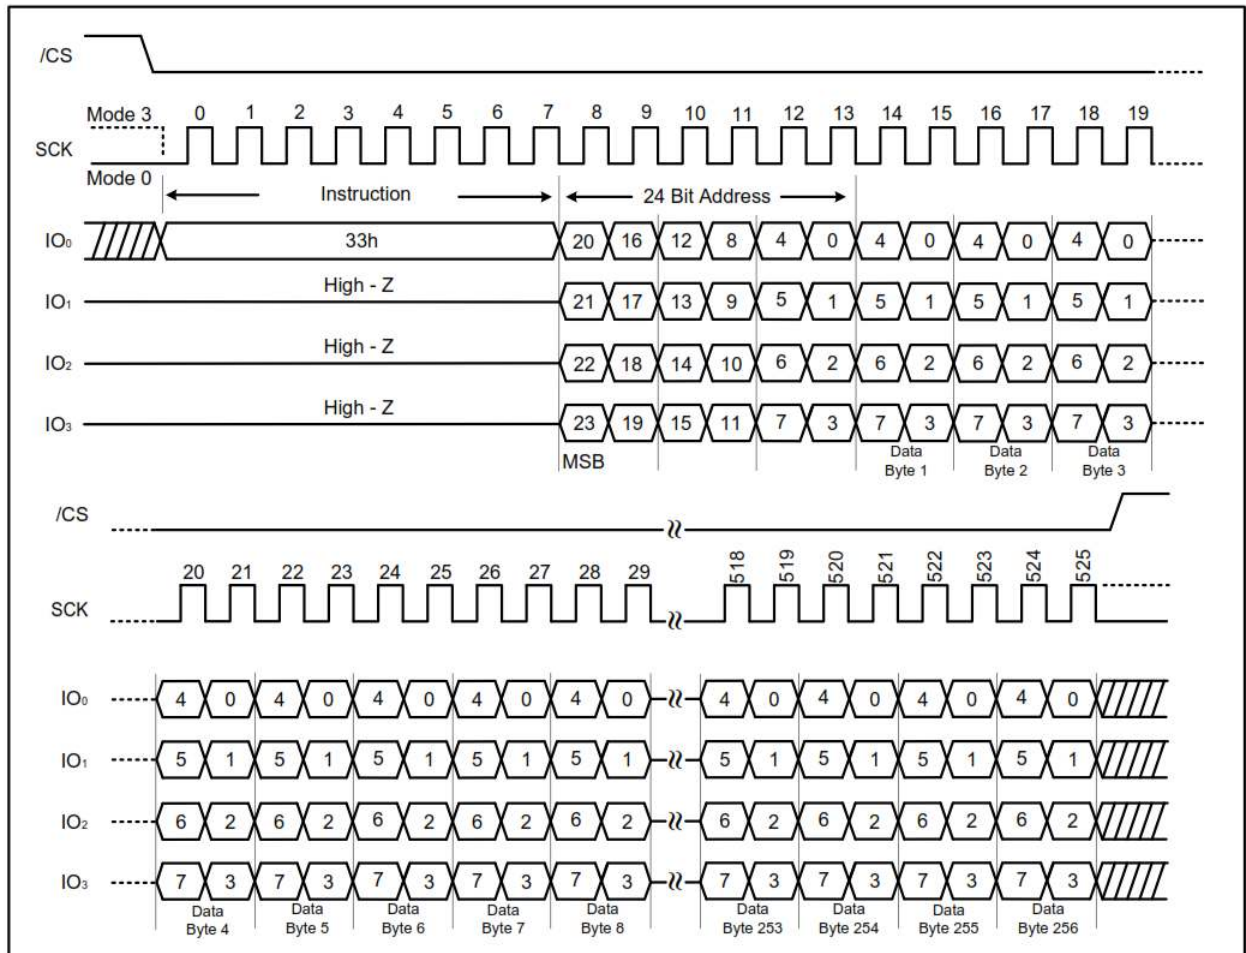 /CS
Mode 3 0 1 2 3 4 5 6 7 8 9 10 11 12 13 14 15 16 17 18 19
SCK
Mode 0
Instruction 24 Bit Address
IO₀ 33h 20 16 12 8 4 0 4 0 4 0 4 0
High - Z
IO₁ 21 17 13 9 5 1 5 1 5 1 5 1
High - Z
IO₂ 22 18 14 10 6 2 6 2 6 2 6 2
High - Z
IO₃ 23 19 15 11 7 3 7 3 7 3 7 3
MSB Data Data Data
Byte 1 Byte 2 Byte 3
/CS
20 21 22 23 24 25 26 27 28 29 518 519 520 521 522 523 524 525
SCK
IO₀ 4 0 4 0 4 0 4 0 4 0 4 0 4 0 4 0 4 0
IO₁ 5 1 5 1 5 1 5 1 5 1 5 1 5 1 5 1 5 1
IO₂ 6 2 6 2 6 2 6 2 6 2 6 2 6 2 6 2 6 2
IO₃ 7 3 7 3 7 3 7 3 7 3 7 3 7 3 7 3 7 3
Data Data Data Data Data Data Data Data Data
Byte 4 Byte 5 Byte 6 Byte 7 Byte 8 Byte 253 Byte 254 Byte 255 Byte 256